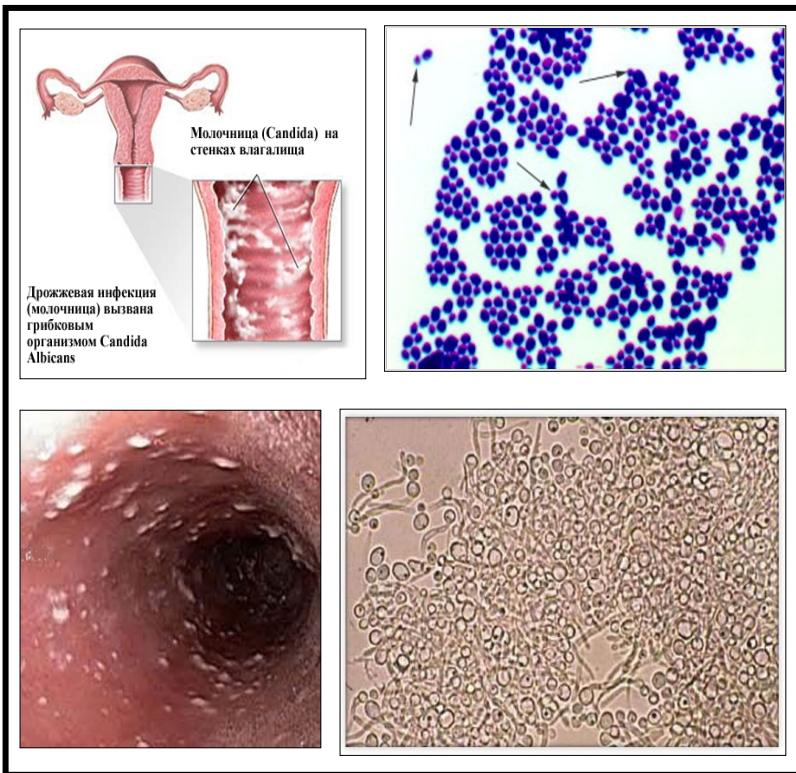 Молочница (Candida) на
стенках влагалища
Дрожжевая инфекция
(молочница) вызвана
грибковым
организмом Candida
Albicans